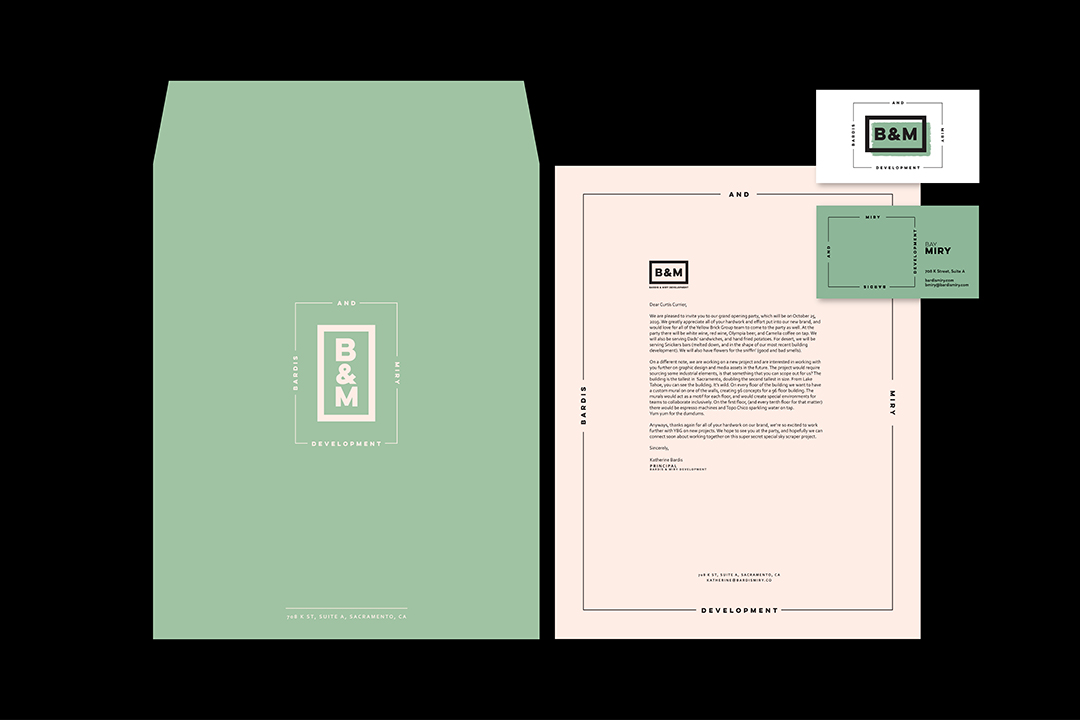 AND
BARDIS
B
&
M
MIRY
DEVELOPMENT
708 K ST, SUITE A, SACRAMENTO, CA
AND
B&M
BARDIS & MIRY DEVELOPMENT
Dear Curtis Currier,
We are pleased to invite you to our grand opening party, which will be on October 25,
2019. We greatly appreciate all of your hardwork and effort put into our new brand, and
would love for all of the Yellow Brick Group team to come to the party as well. At the
party there will be white wine, red wine, Olympia beer, and Camelia coffee on tap. We
will also be serving Dads' sandwiches, and hand fired potatoes. For desert, we will be
serving Snickers bars (melted down, and in the shape of our most recent building
development). We will also have flowers for the sniffin' (good and bad smells).
On a different note, we are working on a new project and are interested in working with
you further on graphic design and media assets in the future. The project would require
sourcing some industrial elements, is that something that you can scope out for us? The
building is the tallest in Sacramento, doubling the second tallest in size. From Lake
Tahoe, you can see the building. It's wild. On every floor of the building we want to have
a custom mural on one of the walls, creating 96 concepts for a 96 floor building. The
murals would act as a motif for each floor, and would create special environments for
teams to collaborate inclusively. On the first floor, (and every tenth floor for that matter)
there would be espresso machines and Topo Chico sparkling water on tap.
Yum yum for the dumdums.
Anyways, thanks again for all of your hardwork on our brand, we're so excited to work
further with YBG on new projects. We hope to see you at the party, and hopefully we can
connect soon about working together on this super secret special sky scraper project.
Sincerely,
Katherine Bardis
PRINCIPAL
BARDIS & MIRY DEVELOPMENT
BARDIS
MIRY
708 K ST, SUITE A, SACRAMENTO, CA
KATHERINE@BARDISMIRY.CO
DEVELOPMENT
AND
BARDIS
B&M
MIRY
DEVELOPMENT
MIRY
AND
DEVELOPMENT
BARDIS
BAY
MIRY
708 K Street, Suite A
bardismiry.com
bmiry@bardismiry.com